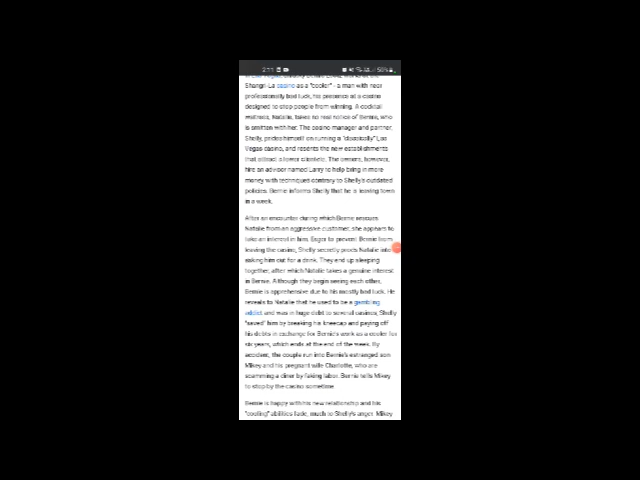 Shangri-La casino as a "cooler" - a man with near
professionally bad luck, his presence at a casino
designed to stop people from winning. A cocktail
waitress, Natalie, takes no real notice of Bernie, who
is smitten with her. The casino manager and partner,
Shelly, prides himself on running a "classically" Las
Vegas casino, and resents the new establishments
that attract a lower clientele. The owners, however,
hire an advisor named Larry to help bring in more
money with techniques contrary to Shelly's outdated
policies. Bernie informs Shelly that he is leaving town
in a week.
After an encounter during which Bernie rescues
Natalie from an aggressive customer, she appears to
take an interest in him. Eager to prevent Bernie from
leaving the casino, Shelly secretly pushes Natalie into
asking him out for a drink. They end up sleeping
together, after which Natalie takes a genuine interest
in Bernie. Although they begin seeing each other,
Bernie is apprehensive due to his mostly bad luck. He
reveals to Natalie that he used to be a gambling
addict and was in huge debt to several casinos; Shelly
"saved" him by breaking his kneecap and paying off
his debts in exchange for Bernie's work as a cooler for
six years, which ends at the end of the week. By
accident, the couple run into Bernie's estranged son
Mikey and his pregnant wife Charlotte, who are
scamming a diner by faking labor. Bernie tells Mikey
to stop by the casino sometime.
Bernie is happy with his new relationship and his
"cooling" abilities fade, much to Shelly's anger. Mikey